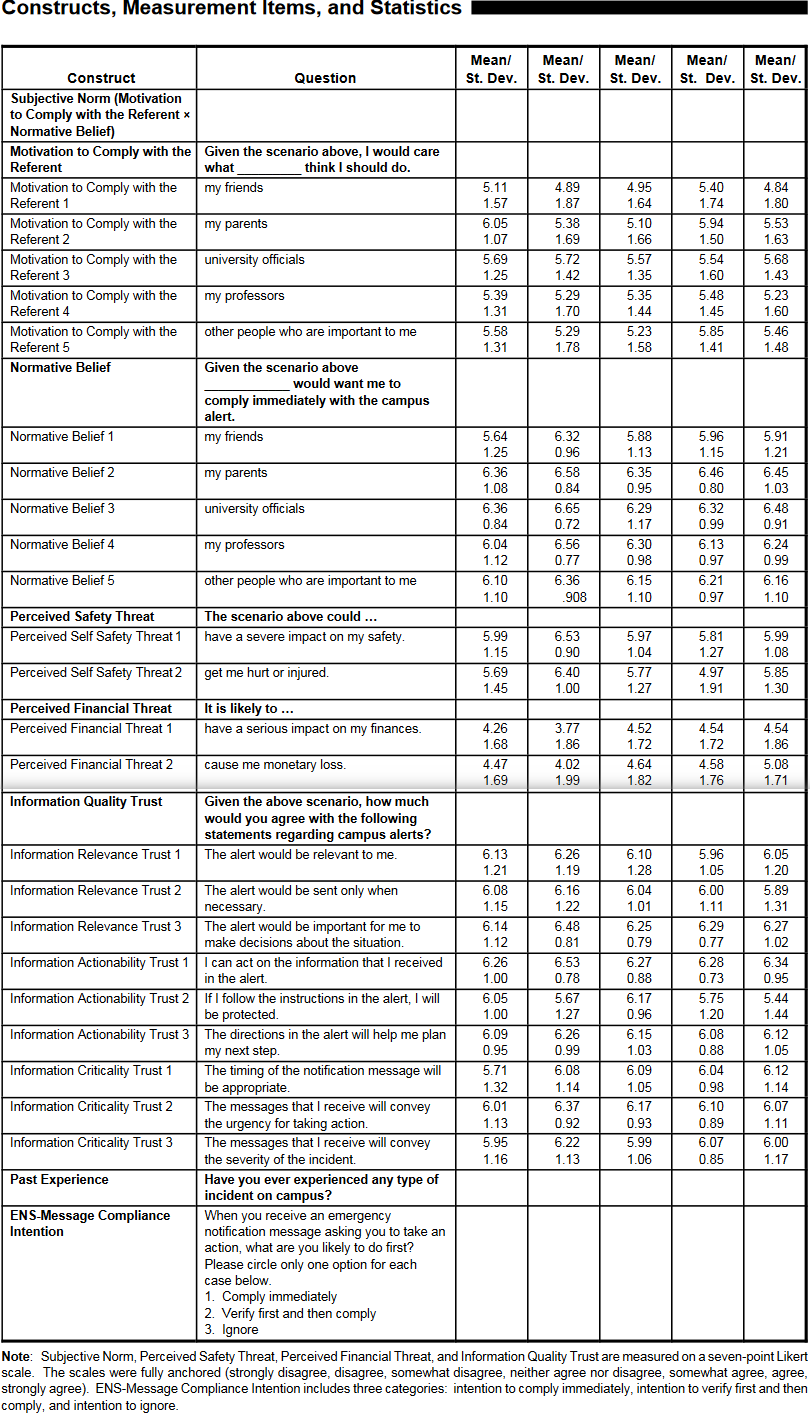 Constructs, Measurement Items, and Statistics
Construct Question Mean/ St. Dev. Mean/ St. Dev. Mean/ St. Dev. Mean/ St. Dev. Mean/ St. Dev.
Subjective Norm (Motivation
to Comply with the Referent ×
Normative Belief)
Motivation to Comply with the Given the scenario above, I would care
Referent what _________ think I should do.
Motivation to Comply with the my friends 5.11 4.89 4.95 5.40 4.84
Referent 1 1.57 1.87 1.64 1.74 1.80
Motivation to Comply with the my parents 6.05 5.38 5.10 5.94 5.53
Referent 2 1.07 1.69 1.66 1.50 1.63
Motivation to Comply with the university officials 5.69 5.72 5.57 5.54 5.68
Referent 3 1.25 1.42 1.35 1.60 1.43
Motivation to Comply with the my professors 5.39 5.29 5.35 5.48 5.23
Referent 4 1.31 1.70 1.44 1.45 1.60
Motivation to Comply with the other people who are important to me 5.58 5.29 5.23 5.85 5.46
Referent 5 1.31 1.78 1.58 1.41 1.48
Normative Belief Given the scenario above
___________ would want me to
comply immediately with the campus
alert.
Normative Belief 1 my friends 5.64 6.32 5.88 5.96 5.91
1.25 0.96 1.13 1.15 1.21
Normative Belief 2 my parents 6.36 6.58 6.35 6.46 6.45
1.08 0.84 0.95 0.80 1.03
Normative Belief 3 university officials 6.36 6.65 6.29 6.32 6.48
0.84 0.72 1.17 0.99 0.91
Normative Belief 4 my professors 6.04 6.56 6.30 6.13 6.24
1.12 0.77 0.98 0.97 0.99
Normative Belief 5 other people who are important to me 6.10 6.36 6.15 6.21 6.16
1.10 .908 1.10 0.97 1.10
Perceived Safety Threat The scenario above could …
Perceived Self Safety Threat 1 have a severe impact on my safety. 5.99 6.53 5.97 5.81 5.99
1.15 0.90 1.04 1.27 1.08
Perceived Self Safety Threat 2 get me hurt or injured. 5.69 6.40 5.77 4.97 5.85
1.45 1.00 1.27 1.91 1.30
Perceived Financial Threat It is likely to …
Perceived Financial Threat 1 have a serious impact on my finances. 4.26 3.77 4.52 4.54 4.54
1.68 1.86 1.72 1.72 1.86
Perceived Financial Threat 2 cause me monetary loss. 4.47 4.02 4.64 4.58 5.08
1.69 1.99 1.82 1.76 1.71
Information Quality Trust Given the above scenario, how much
would you agree with the following
statements regarding campus alerts?
Information Relevance Trust 1 The alert would be relevant to me. 6.13 6.26 6.10 5.96 6.05
1.21 1.19 1.28 1.05 1.20
Information Relevance Trust 2 The alert would be sent only when 6.08 6.16 6.04 6.00 5.89
necessary. 1.15 1.22 1.01 1.11 1.31
Information Relevance Trust 3 The alert would be important for me to 6.14 6.48 6.25 6.29 6.27
make decisions about the situation. 1.12 0.81 0.79 0.77 1.02
Information Actionability Trust 1 I can act on the information that I received 6.26 6.53 6.27 6.28 6.34
in the alert. 1.00 0.78 0.88 0.73 0.95
Information Actionability Trust 2 If I follow the instructions in the alert, I will 6.05 5.67 6.17 5.75 5.44
be protected. 1.00 1.27 0.96 1.20 1.44
Information Actionability Trust 3 The directions in the alert will help me plan 6.09 6.26 6.15 6.08 6.12
my next step. 0.95 0.99 1.03 0.88 1.05
Information Criticality Trust 1 The timing of the notification message will 5.71 6.08 6.09 6.04 6.12
be appropriate. 1.32 1.14 1.05 0.98 1.14
Information Criticality Trust 2 The messages that I receive will convey 6.01 6.37 6.17 6.10 6.07
the urgency for taking action. 1.13 0.92 0.93 0.89 1.11
Information Criticality Trust 3 The messages that I receive will convey 5.95 6.22 5.99 6.07 6.00
the severity of the incident. 1.16 1.13 1.06 0.85 1.17
Past Experience Have you ever experienced any type of
incident on campus?
ENS-Message Compliance When you receive an emergency
Intention notification message asking you to take an
action, what are you likely to do first?
Please circle only one option for each
case below.
1. Comply immediately
2. Verify first and then comply
3. Ignore
Note: Subjective Norm, Perceived Safety Threat, Perceived Financial Threat, and Information Quality Trust are measured on a seven-point Likert
scale. The scales were fully anchored (strongly disagree, disagree, somewhat disagree, neither agree nor disagree, somewhat agree, agree,
strongly agree). ENS-Message Compliance Intention includes three categories: intention to comply immediately, intention to verify first and then
comply, and intention to ignore.